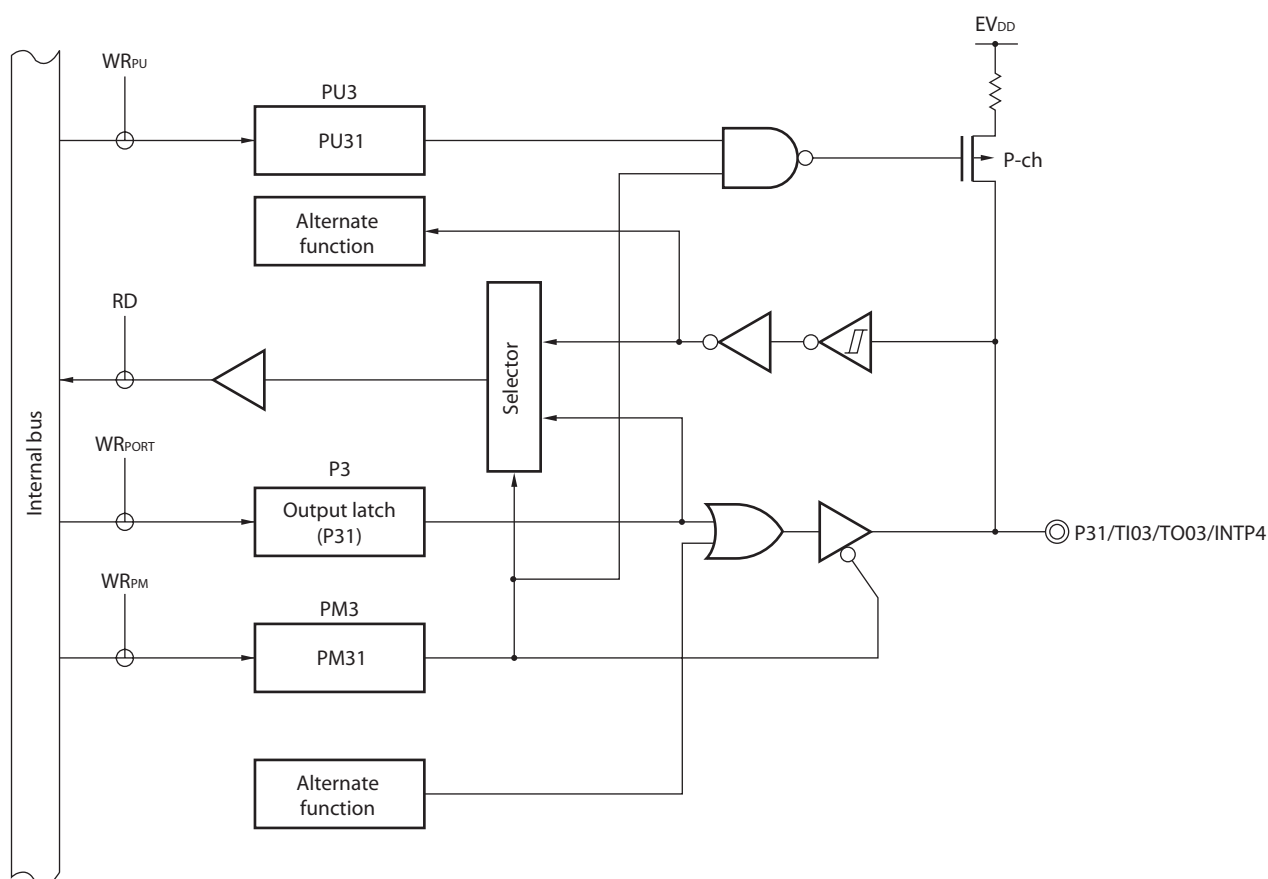 EVDD
WRPU
PU3
PU31
P-ch
Alternate
function
RD
Selector
Internal bus
WRPORT
P3
Output latch
(P31)
P31/TI03/TO03/INTP4
WRPM
PM3
PM31
Alternate
function